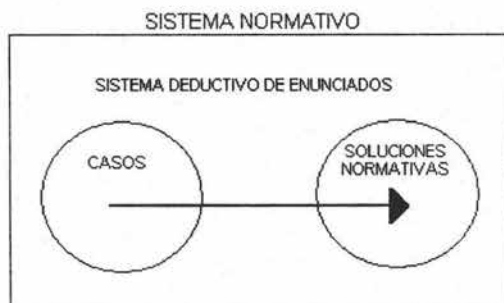 SISTEMA NORMATIVO
SISTEMA DEDUCTIVO DE ENUNCIADOS
CASOS
SOLUCIONES
NORMATIVAS